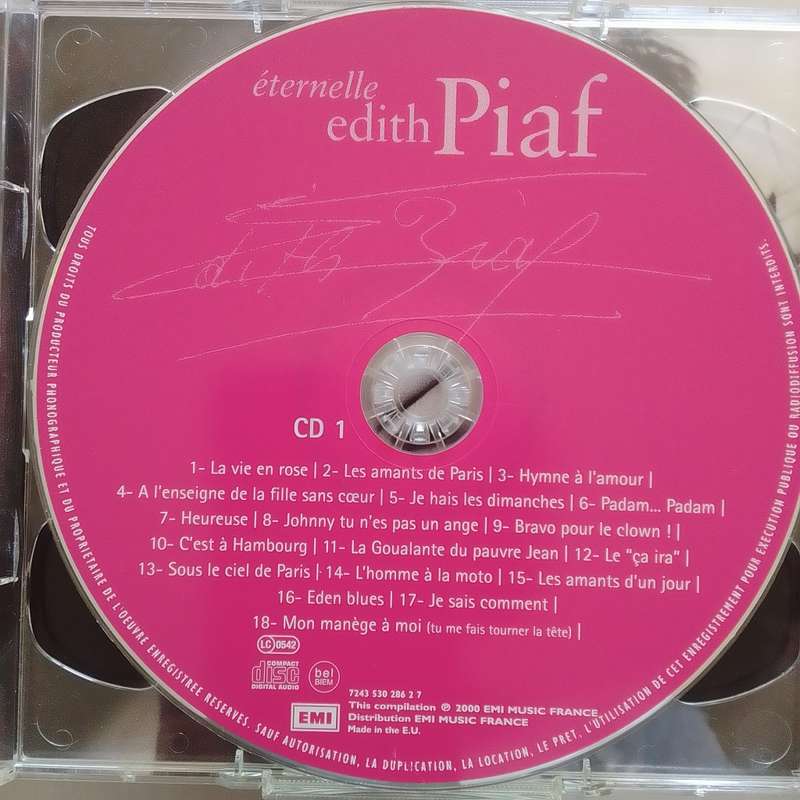 éternelle
edith Piaf
Edith Piaf
CD 1
1- La vie en rose | 2- Les amants de Paris | 3- Hymne à l'amour |
4- A l'enseigne de la fille sans cœur | 5- Je hais les dimanches | 6- Padam... Padam |
7- Heureuse | 8- Johnny tu n'es pas un ange | 9- Bravo pour le clown ! |
10- C'est à Hambourg | 11- La Goualante du pauvre Jean | 12- Le "ça ira" |
13- Sous le ciel de Paris | 14- L'homme à la moto | 15- Les amants d'un jour |
16- Eden blues | 17- Je sais comment |
18- Mon manège à moi (tu me fais tourner la tête) |
LC 0542
COMPACT disc DIGITAL AUDIO
bel BIEM
EMI
7243 530 286 2 7
This compilation ℗ 2000 EMI MUSIC FRANCE
Distribution EMI MUSIC FRANCE
Made in the E.U.
TOUS DROITS DU PRODUCTEUR PHONOGRAPHIQUE ET DU PROPRIETAIRE DE L'OEUVRE ENREGISTREE RESERVES. SAUF AUTORISATION, LA DUPLICATION, LA LOCATION, LE PRET, L'UTILISATION DE CET ENREGISTREMENT POUR EXECUTION PUBLIQUE OU RADIODIFFUSION SONT INTERDITS.